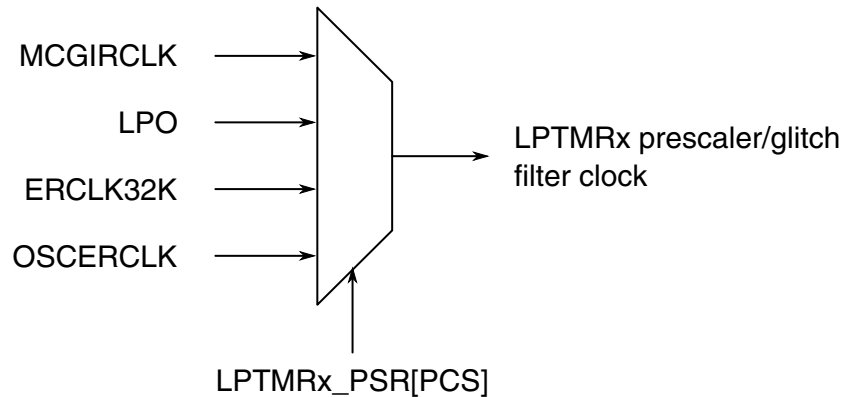 MCGIRCLK
LPO
ERCLK32K
OSCERCLK
LPTMRx prescaler/glitch
filter clock
LPTMRx_PSR[PCS]